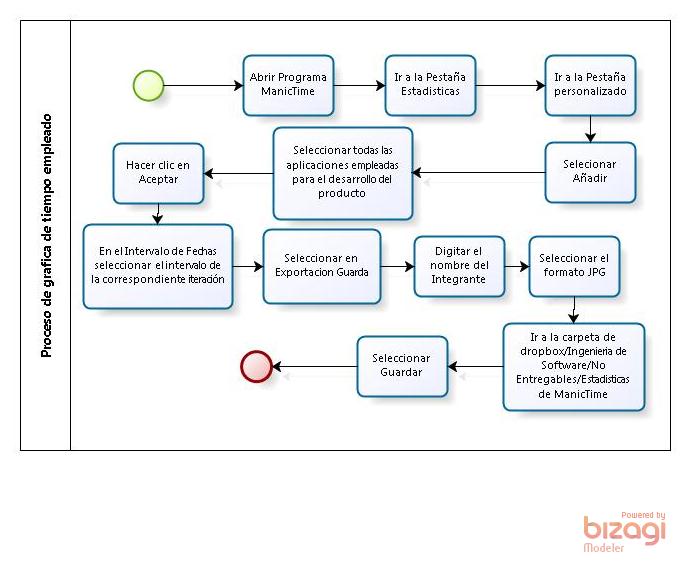 Proceso de grafica de tiempo empleado
Abrir Programa
ManicTime
Ir a la Pestaña
Estadisticas
Ir a la Pestaña
personalizado
Selecionar
Añadir
Seleccionar todas las
aplicaciones empleadas
para el desarrollo del
producto
Hacer clic en
Aceptar
En el Intervalo de Fechas
seleccionar el intervalo de
la correspondiente iteración
Seleccionar en
Exportacion Guarda
Digitar el
nombre del
Integrante
Seleccionar el
formato JPG
Ir a la carpeta de
dropbox/Ingenieria de
Software/No
Entregables/Estadisticas
de ManicTime
Seleccionar
Guardar
Powered by
bizagi
Modeler